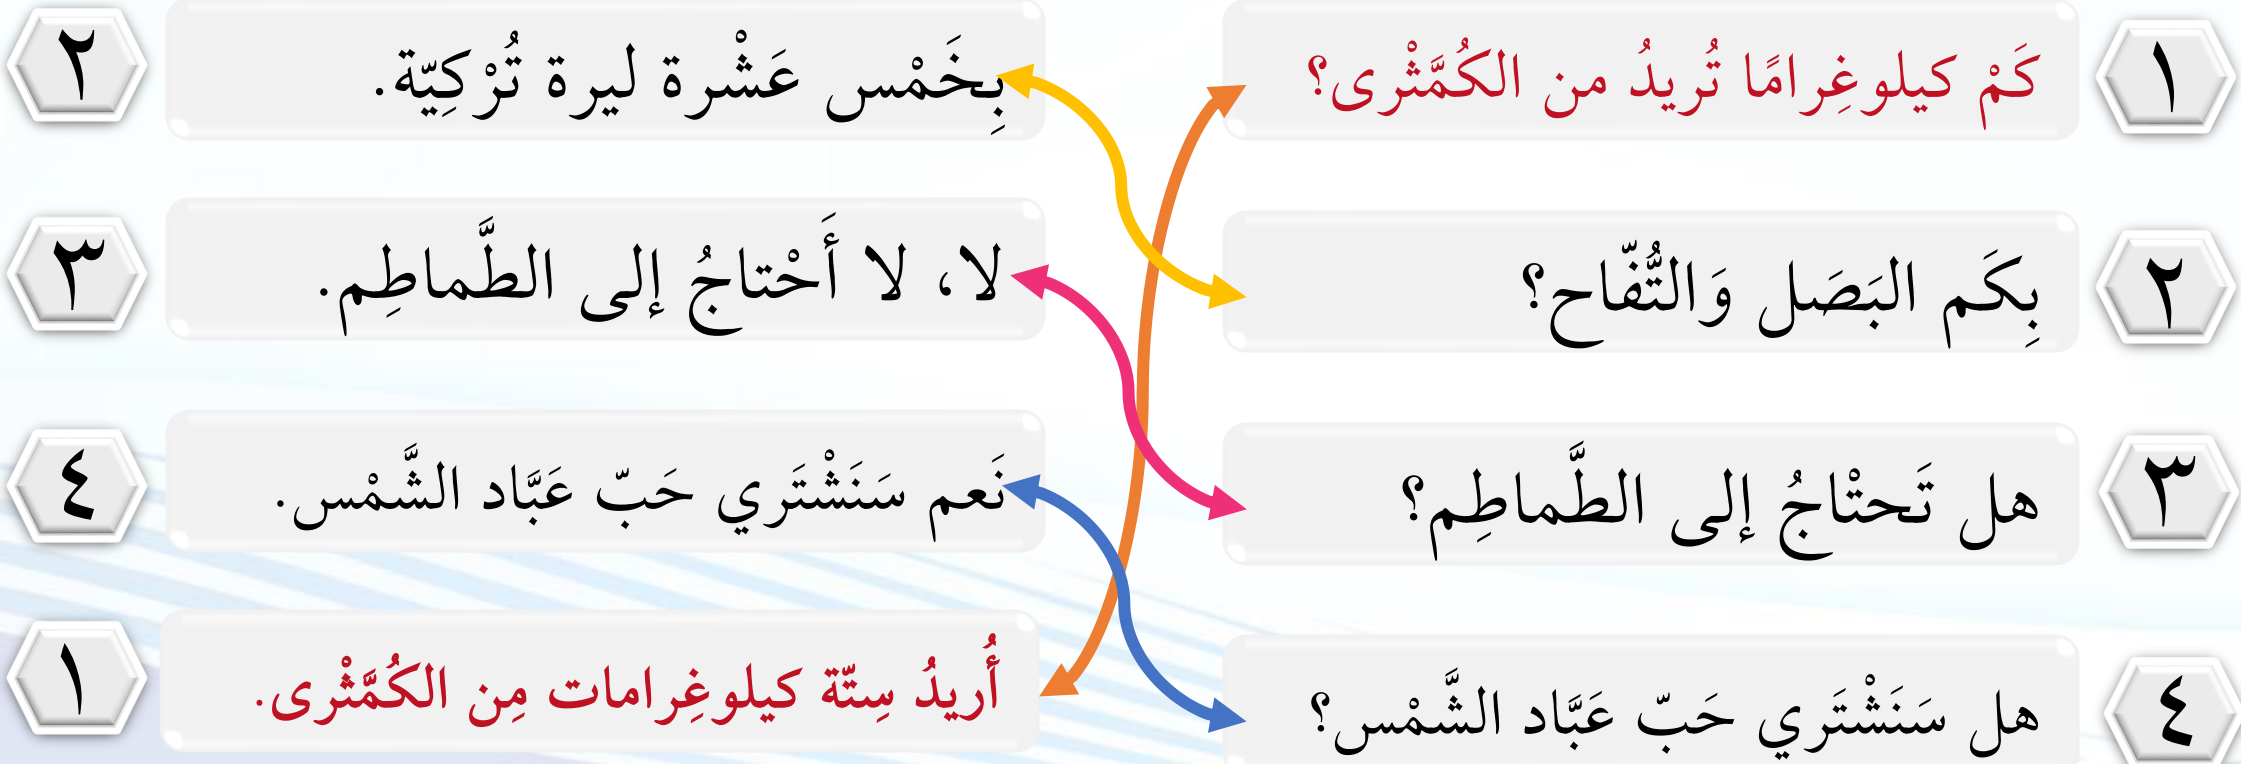 ١
كَمْ كيلوغِرامًا تُريدُ من الكُمَّثْرى؟
٢
بِكَم البَصَل وَالتُّفّاح؟
٣
هل تَحتْاجُ إلى الطَّماطِم؟
٤
هل سَنَشْتَري حَبّ عَبَّاد الشَّمْس؟
بِخَمْس عَشْرة ليرة تُرْكِيّة.
٢
لا، لا أَحْتاجُ إلى الطَّماطِم.
٣
نَعم سَنَشْتَري حَبّ عَبَّاد الشَّمْس.
٤
أُريدُ سِتّة كيلوغِرامات مِن الكُمَّثْرى.
١